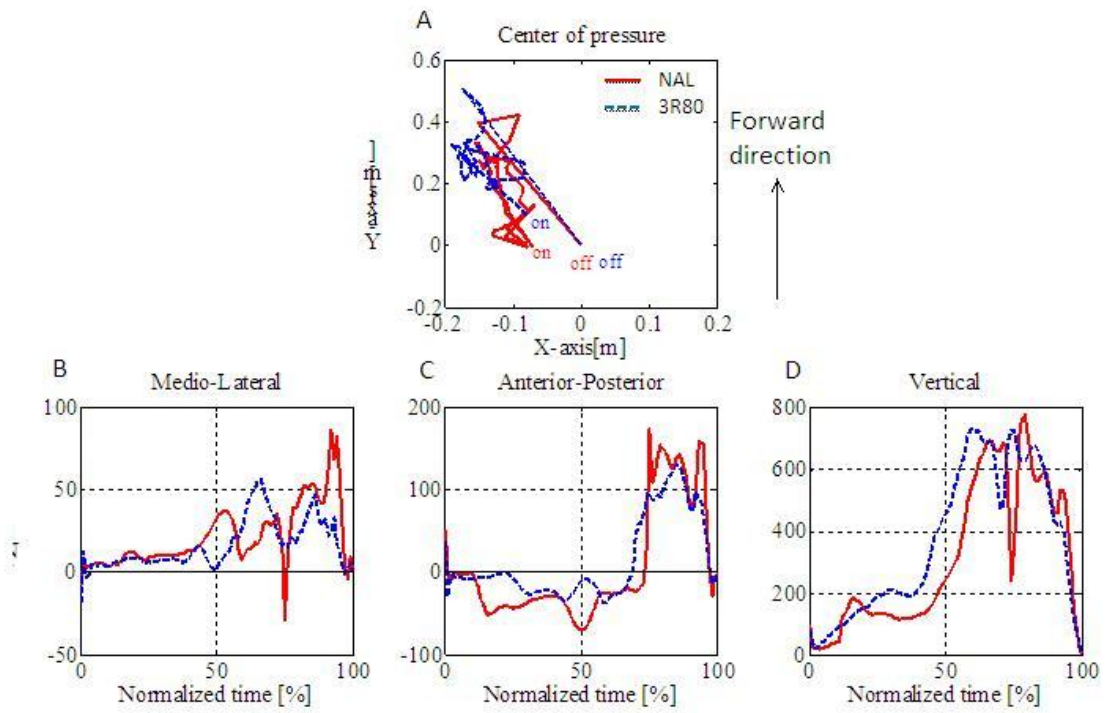 A
Center of pressure
0.6
0.4
0.2
0
-0.2
NAL
3R80
on
on
off off
-0.2 -0.1 0 0.1 0.2
X-axis[m]
Forward
direction
B
Medio-Lateral
100
50
0
-50
0 50 100
Normalized time [%]
C
Anterior-Posterior
200
100
0
-100
0 50 100
Normalized time [%]
D
Vertical
800
600
400
200
0
0 50 100
Normalized time [%]